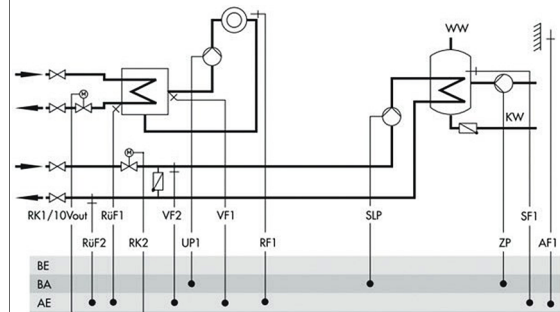 WW
M
KW
M
RK1/10Vout RüF1 VF2 VF1 SLP SF1
RüF2 RK2 UP1 RF1 ZP AF1
BE
BA
AE